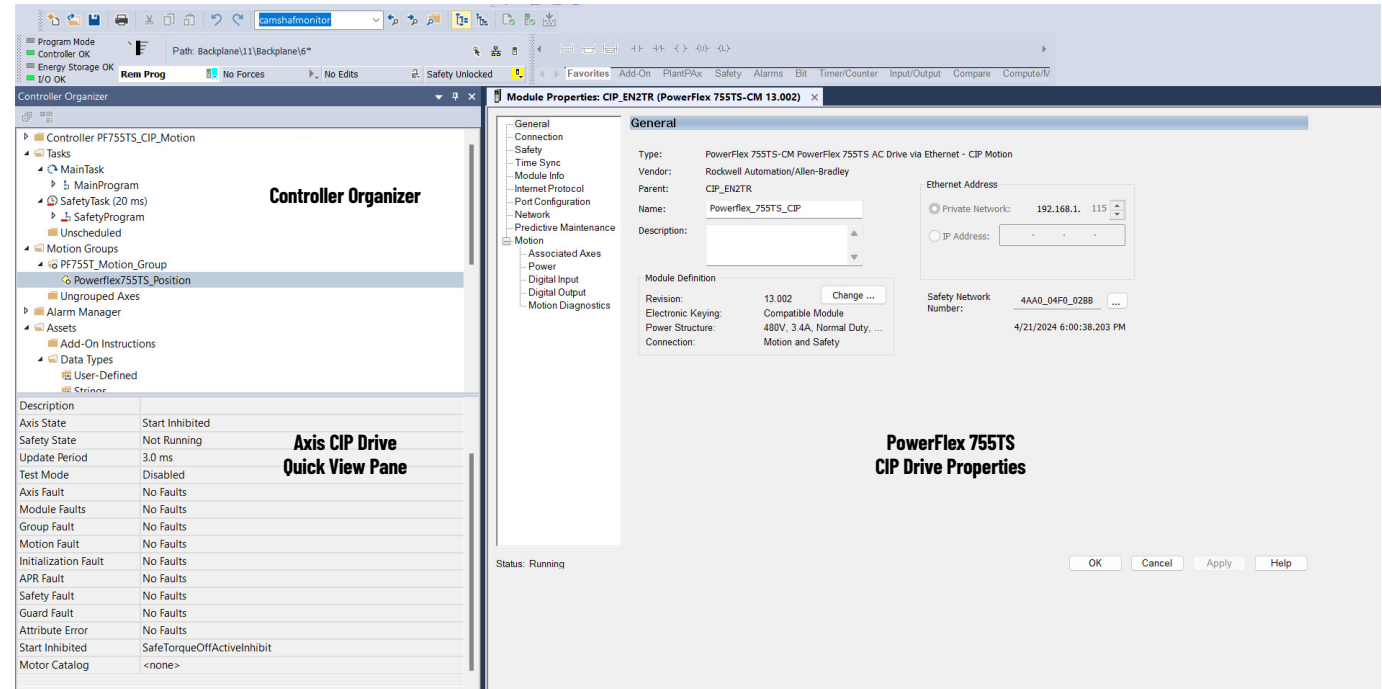 camshafmonitor
Program Mode
Controller OK
Energy Storage OK
I/O OK
Path: Backplane\11\Backplane\6*
Rem Prog
No Forces
No Edits
Safety Unlocked
Favorites Add-On PlantPAx Safety Alarms Bit Timer/Counter Input/Output Compare Compute/M
Controller Organizer
Controller PF755TS_CIP_Motion
Tasks
MainTask
MainProgram
SafetyTask (20 ms)
SafetyProgram
Unscheduled
Motion Groups
PF755T_Motion_Group
Powerflex755TS_Position
Ungrouped Axes
Alarm Manager
Assets
Add-On Instructions
Data Types
User-Defined
Strings
Controller Organizer
Description
Axis State Start Inhibited
Safety State Not Running
Update Period 3.0 ms
Test Mode Disabled
Axis Fault No Faults
Module Faults No Faults
Group Fault No Faults
Motion Fault No Faults
Initialization Fault No Faults
APR Fault No Faults
Safety Fault No Faults
Guard Fault No Faults
Attribute Error No Faults
Start Inhibited SafeTorqueOffActiveInhibit
Motor Catalog <none>
Axis CIP Drive
Quick View Pane
Module Properties: CIP_EN2TR (PowerFlex 755TS-CM 13.002)
General
Connection
Safety
Time Sync
Module Info
Internet Protocol
Port Configuration
Network
Predictive Maintenance
Motion
Associated Axes
Power
Digital Input
Digital Output
Motion Diagnostics
General
Type: PowerFlex 755TS-CM PowerFlex 755TS AC Drive via Ethernet - CIP Motion
Vendor: Rockwell Automation/Allen-Bradley
Parent: CIP_EN2TR
Name: Powerflex_755TS_CIP
Description:
Module Definition
Revision: 13.002
Change ...
Electronic Keying: Compatible Module
Power Structure: 480V, 3.4A, Normal Duty, ...
Connection: Motion and Safety
Ethernet Address
Private Network: 192.168.1. 115
IP Address: . . .
Safety Network
Number:
4AA0_04F0_02BB
...
4/21/2024 6:00:38.203 PM
PowerFlex 755TS
CIP Drive Properties
Status: Running
OK
Cancel
Apply
Help